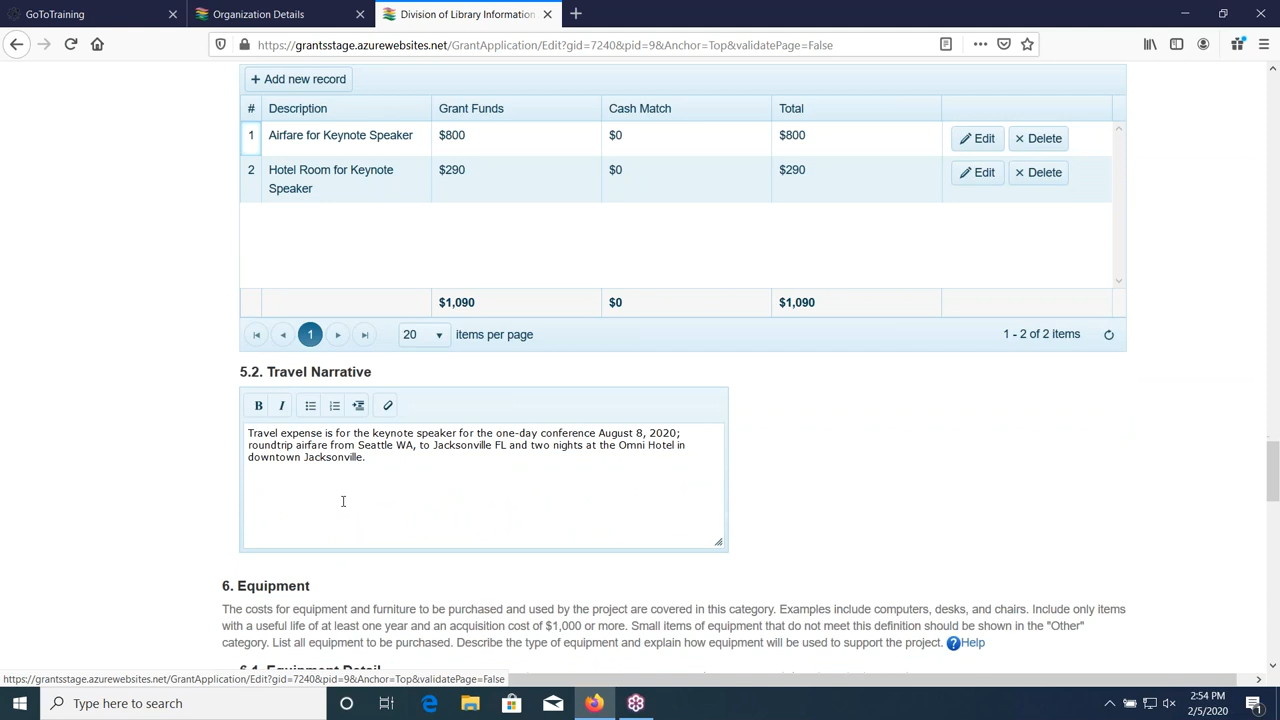 GoToTraining
Organization Details
Division of Library Information
https://grantsstage.azurewebsites.net/GrantApplication/Edit?gid=7240&pid=9&Anchor=Top&validatePage=False
+ Add new record
# Description Grant Funds Cash Match Total
1 Airfare for Keynote Speaker $800 $0 $800 Edit × Delete
2 Hotel Room for Keynote $290 $0 $290 Edit × Delete
Speaker
$1,090 $0 $1,090
1 20 items per page 1 - 2 of 2 items
5.2. Travel Narrative
B I
Travel expense is for the keynote speaker for the one-day conference August 8, 2020;
roundtrip airfare from Seattle WA, to Jacksonville FL and two nights at the Omni Hotel in
downtown Jacksonville.
6. Equipment
The costs for equipment and furniture to be purchased and used by the project are covered in this category. Examples include computers, desks, and chairs. Include only items
with a useful life of at least one year and an acquisition cost of $1,000 or more. Small items of equipment that do not meet this definition should be shown in the "Other"
category. List all equipment to be purchased. Describe the type of equipment and explain how equipment will be used to support the project. ?Help
6.1. Equipment Detail
https://grantsstage.azurewebsites.net/GrantApplication/Edit?gid=7240&pid=9&Anchor=Top&validatePage=False
Type here to search
2:54 PM
2/5/2020
1